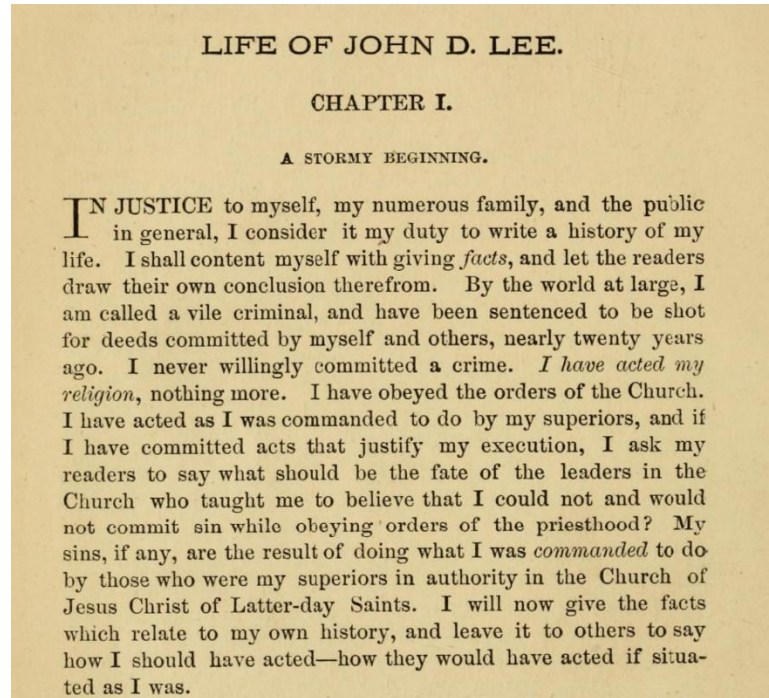 LIFE OF JOHN D. LEE.
CHAPTER I.
A STORMY BEGINNING.
IN JUSTICE to myself, my numerous family, and the public
in general, I consider it my duty to write a history of my
life. I shall content myself with giving facts, and let the readers
draw their own conclusion therefrom. By the world at large, I
am called a vile criminal, and have been sentenced to be shot
for deeds committed by myself and others, nearly twenty years
ago. I never willingly committed a crime. I have acted my
religion, nothing more. I have obeyed the orders of the Church.
I have acted as I was commanded to do by my superiors, and if
I have committed acts that justify my execution, I ask my
readers to say what should be the fate of the leaders in the
Church who taught me to believe that I could not and would
not commit sin while obeying orders of the priesthood? My
sins, if any, are the result of doing what I was commanded to do
by those who were my superiors in authority in the Church of
Jesus Christ of Latter-day Saints. I will now give the facts
which relate to my own history, and leave it to others to say
how I should have acted—how they would have acted if situa-
ted as I was.